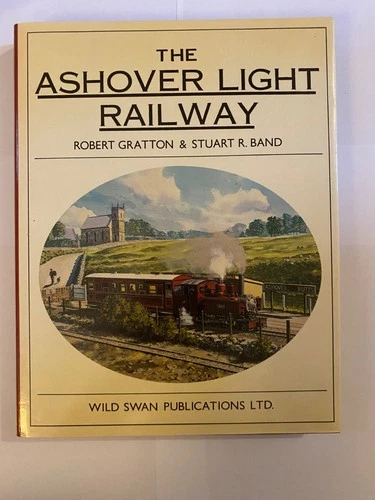 THE
ASHOVER LIGHT
RAILWAY
ROBERT GRATTON & STUART R. BAND
WILD SWAN PUBLICATIONS LTD.